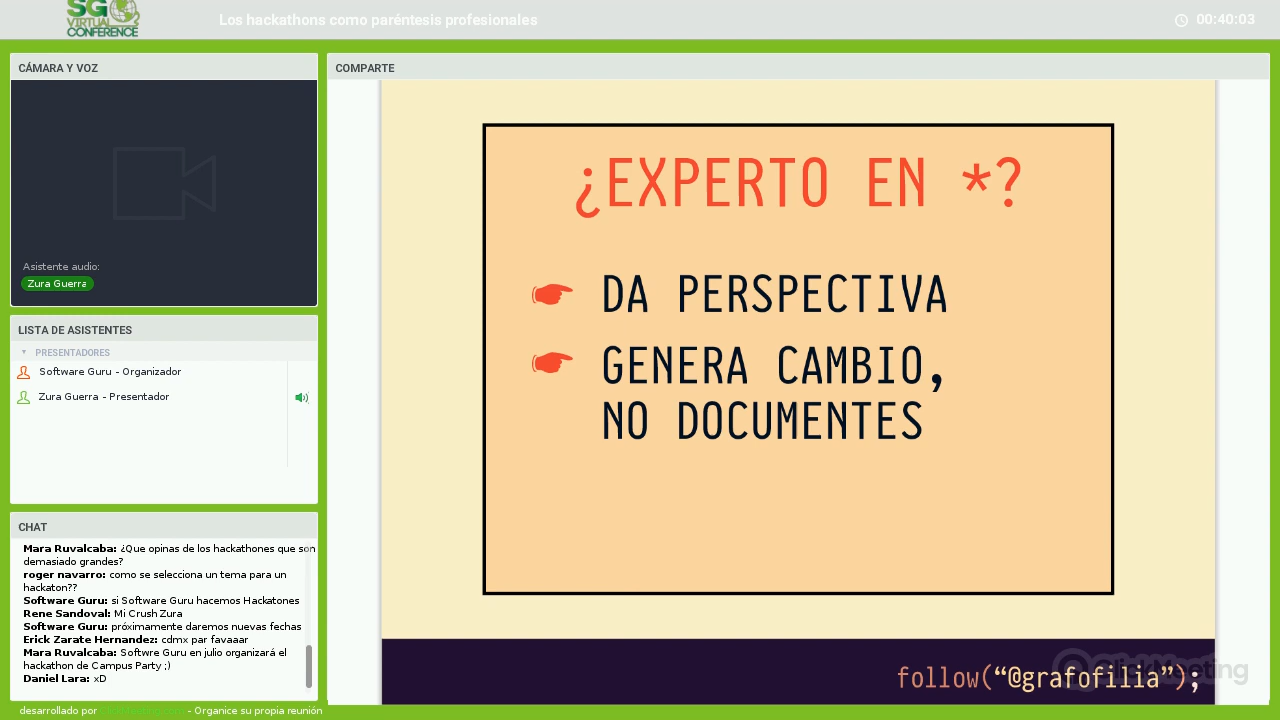 SG
VIRTUAL
CONFERENCE
Los hackathons como paréntesis profesionales
00:40:03
CÁMARA Y VOZ
Asistente audio:
Zura Guerra
LISTA DE ASISTENTES
PRESENTADORES
Software Guru - Organizador
Zura Guerra - Presentador
CHAT
Mara Ruvalcaba: ¿Que opinas de los hackathones que son
demasiado grandes?
roger navarro: como se selecciona un tema para un
hackaton??
Software Guru: si Software Guru hacemos Hackatones
Rene Sandoval: Mi Crush Zura
Software Guru: próximamente daremos nuevas fechas
Erick Zarate Hernandez: cdmx par favaaar
Mara Ruvalcaba: Softwre Guru en julio organizará el
hackathon de Campus Party ;)
Daniel Lara: xD
desarrollado por - Organice su propia reunión
COMPARTE
¿EXPERTO EN *?
DA PERSPECTIVA
GENERA CAMBIO,
NO DOCUMENTES
follow(“@grafofilia”);
ClickMeeting